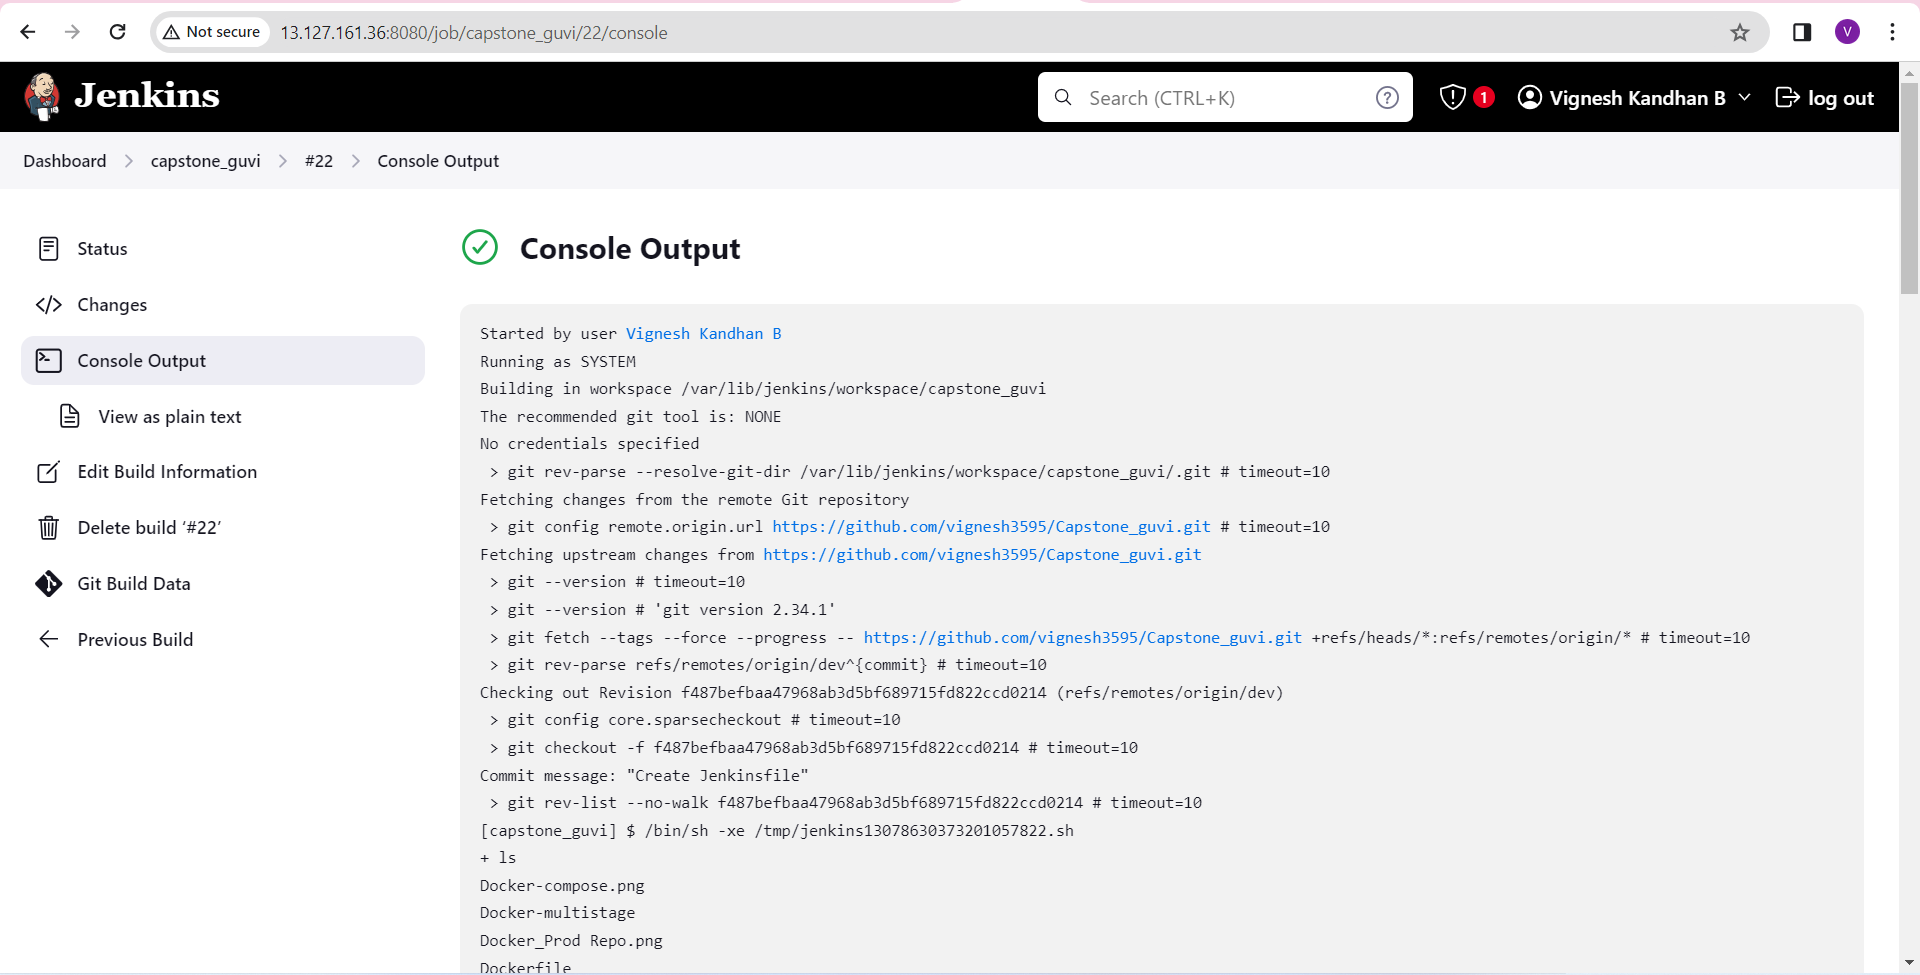 Not secure
13.127.161.36:8080/job/capstone_guvi/22/console
V
Jenkins
Search (CTRL+K)
?
1
Vignesh Kandhan B
log out
Dashboard > capstone_guvi > #22 > Console Output
Status
Changes
Console Output
View as plain text
Edit Build Information
Delete build ‘#22’
Git Build Data
Previous Build
Console Output
Started by user Vignesh Kandhan B
Running as SYSTEM
Building in workspace /var/lib/jenkins/workspace/capstone_guvi
The recommended git tool is: NONE
No credentials specified
 > git rev-parse --resolve-git-dir /var/lib/jenkins/workspace/capstone_guvi/.git # timeout=10
Fetching changes from the remote Git repository
 > git config remote.origin.url https://github.com/vignesh3595/Capstone_guvi.git # timeout=10
Fetching upstream changes from https://github.com/vignesh3595/Capstone_guvi.git
 > git --version # timeout=10
 > git --version # 'git version 2.34.1'
 > git fetch --tags --force --progress -- https://github.com/vignesh3595/Capstone_guvi.git +refs/heads/*:refs/remotes/origin/* # timeout=10
 > git rev-parse refs/remotes/origin/dev^{commit} # timeout=10
Checking out Revision f487befbaa47968ab3d5bf689715fd822ccd0214 (refs/remotes/origin/dev)
 > git config core.sparsecheckout # timeout=10
 > git checkout -f f487befbaa47968ab3d5bf689715fd822ccd0214 # timeout=10
Commit message: "Create Jenkinsfile"
 > git rev-list --no-walk f487befbaa47968ab3d5bf689715fd822ccd0214 # timeout=10
[capstone_guvi] $ /bin/sh -xe /tmp/jenkins13078630373201057822.sh
+ ls
Docker-compose.png
Docker-multistage
Docker_Prod Repo.png
Dockerfile